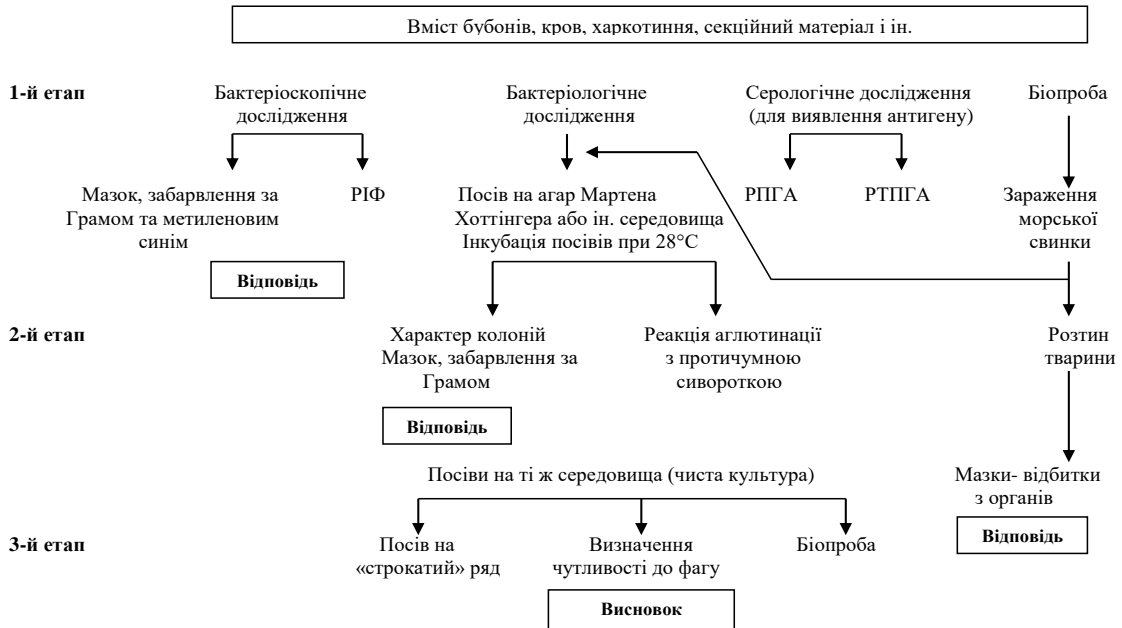 Вміст бубонів, кров, харкотиння, секційний матеріал і ін.
1-й етап
Бактеріоскопічне
дослідження
Бактеріологічне
дослідження
Серологічне дослідження
(для виявлення антигену)
Біопроба
Мазок, забарвлення за
Грамом та метиленовим
синім
РІФ
Посів на агар Мартена
Хоттінгера або ін. середовища
Інкубація посівів при 28°С
РПГА
РТПГА
Зараження
морської
свинки
Відповідь
2-й етап
Характер колоній
Мазок, забарвлення за
Грамом
Реакція аглютинації
з протичумною
сивороткою
Розтин
тварини
Відповідь
Посіви на ті ж середовища (чиста культура)
Мазки- відбитки
з органів
Відповідь
3-й етап
Посів на
«строкатий» ряд
Визначення
чутливості до фагу
Біопроба
Висновок